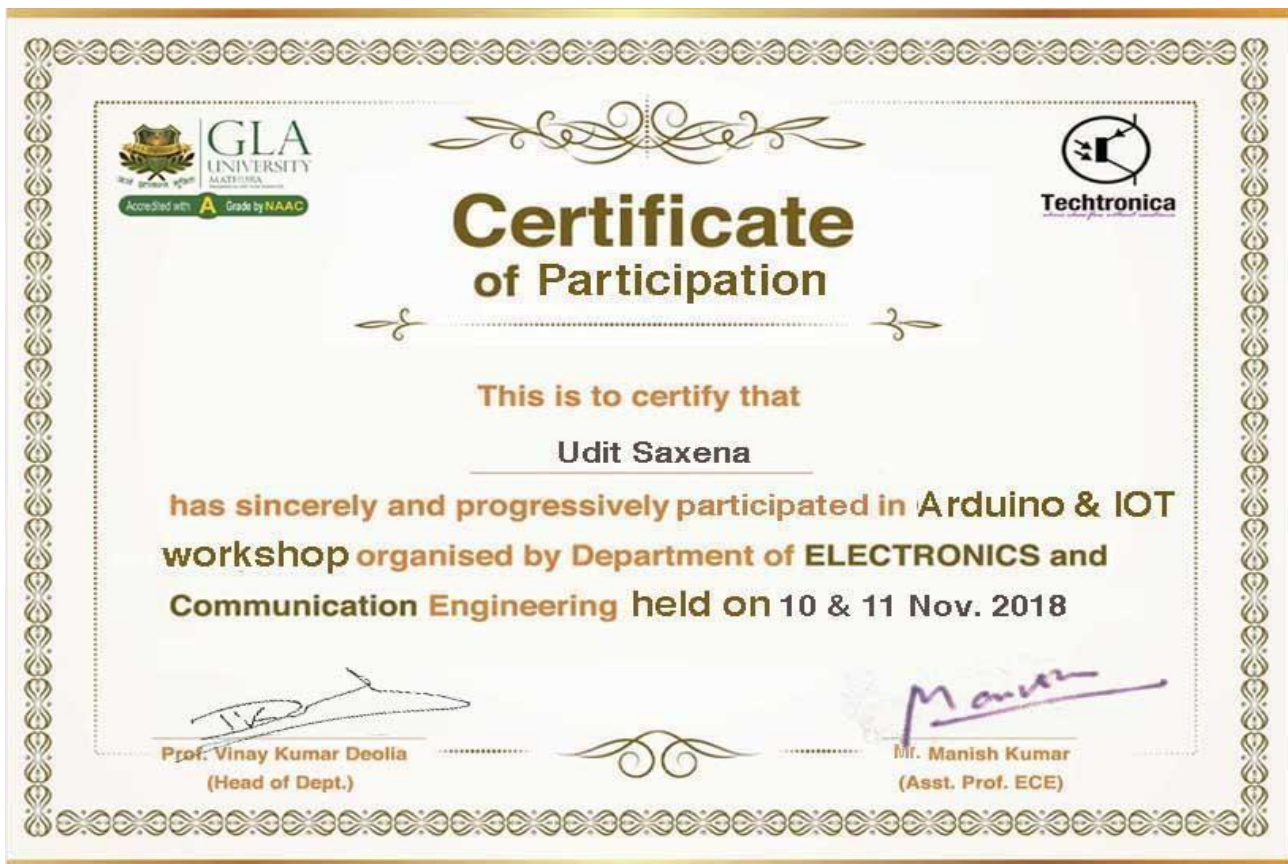 GLA
UNIVERSITY
MATHURA
Accredited with A Grade by NAAC
Techtronica
Certificate
of Participation
This is to certify that
Udit Saxena
has sincerely and progressively participated in Arduino & IOT
workshop organised by Department of ELECTRONICS and
Communication Engineering held on 10 & 11 Nov. 2018
Prof. Vinay Kumar Deolia
(Head of Dept.)
Manish
Mr. Manish Kumar
(Asst. Prof. ECE)